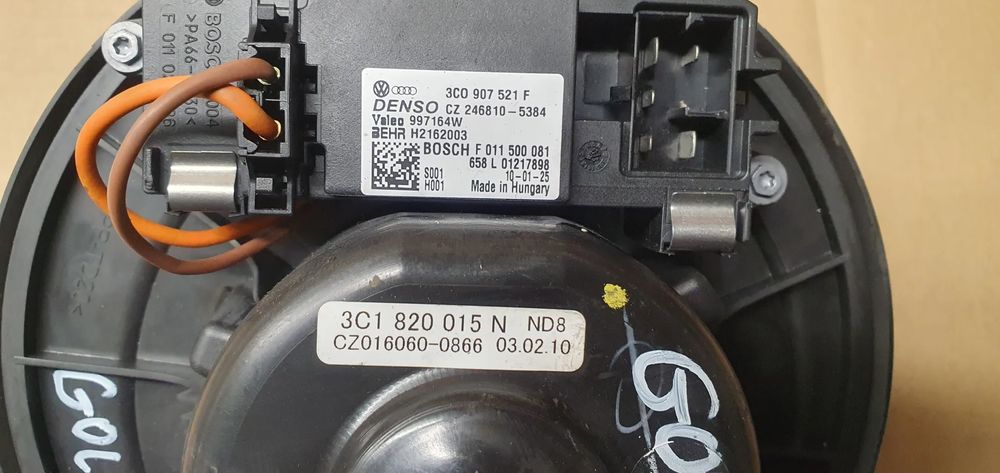 BOSCH
3C0 907 521 F
DENSO CZ 246810-5384
Valeo 997164W
BEHR H2162003
BOSCH F 011 500 081
658 L 01217898
S001 10-01-25
H001 Made in Hungary
3C1 820 015 N ND8
CZ016060-0866 03.02.10
GOL
GO